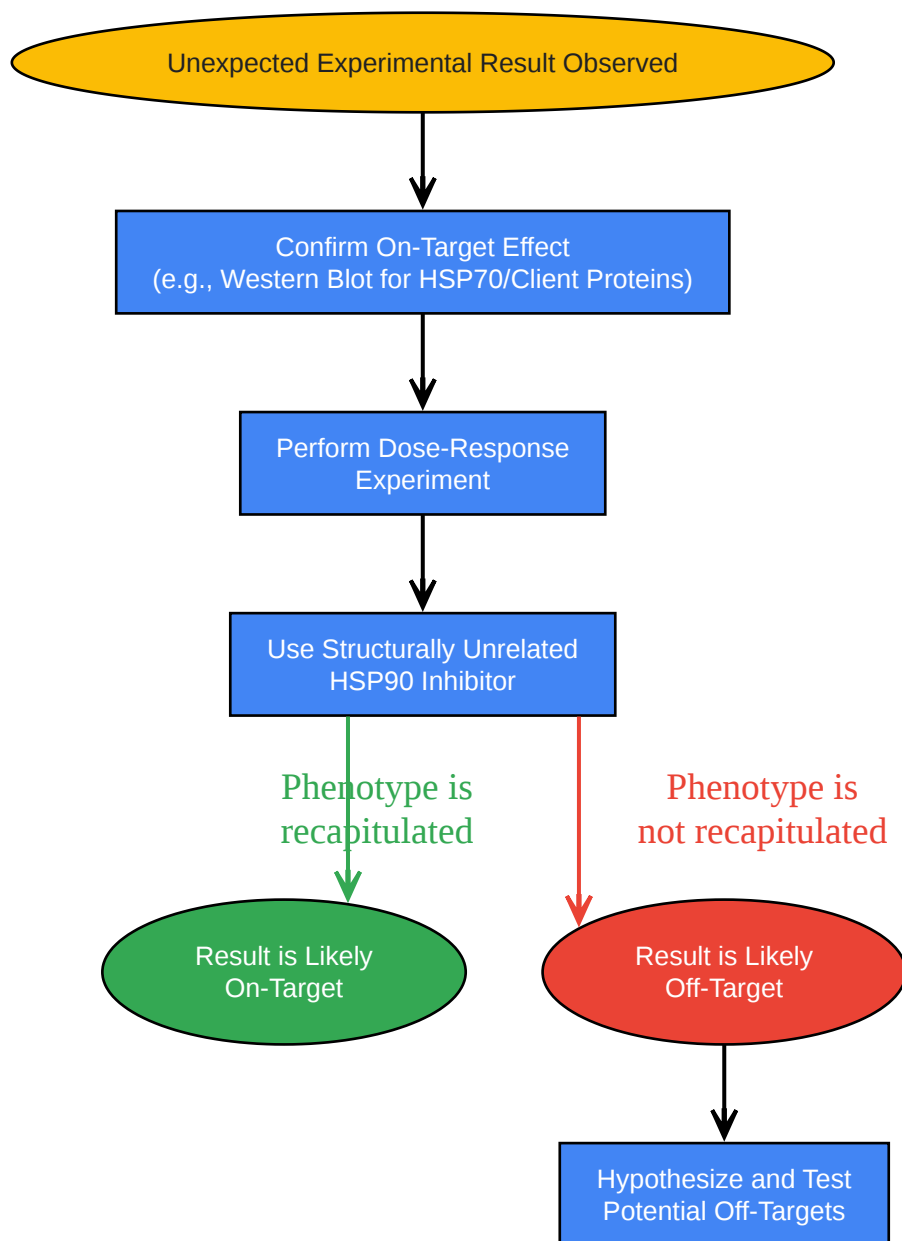 Unexpected Experimental Result Observed
Confirm On-Target Effect
(e.g., Western Blot for HSP70/Client Proteins)
Perform Dose-Response
Experiment
Use Structurally Unrelated
HSP90 Inhibitor
Phenotype is
recapitulated
Phenotype is
not recapitulated
Result is Likely
On-Target
Result is Likely
Off-Target
Hypothesize and Test
Potential Off-Targets